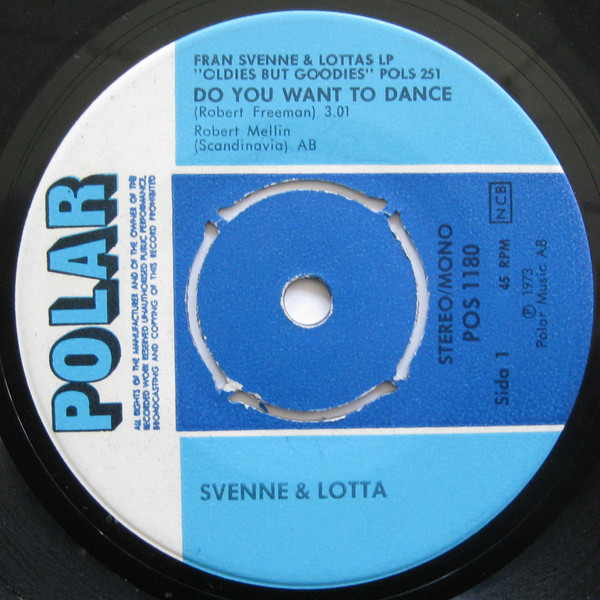 FRAN SVENNE & LOTTAS LP
"OLDIES BUT GOODIES" POLS 251
DO YOU WANT TO DANCE
(Robert Freeman) 3.01
Robert Mellin
(Scandinavia) AB
POLAR
ALL RIGHTS OF THE MANUFACTURER AND OF THE OWNER OF THE
RECORDED WORK RESERVED UNAUTHORISED PUBLIC PERFORMANCE,
BROADCASTING AND COPYING OF THIS RECORD PROHIBITED
STEREO/MONO
POS 1180
NCB
45 RPM
Sida 1
℗ 1973
Polar Music AB
SVENNE & LOTTA